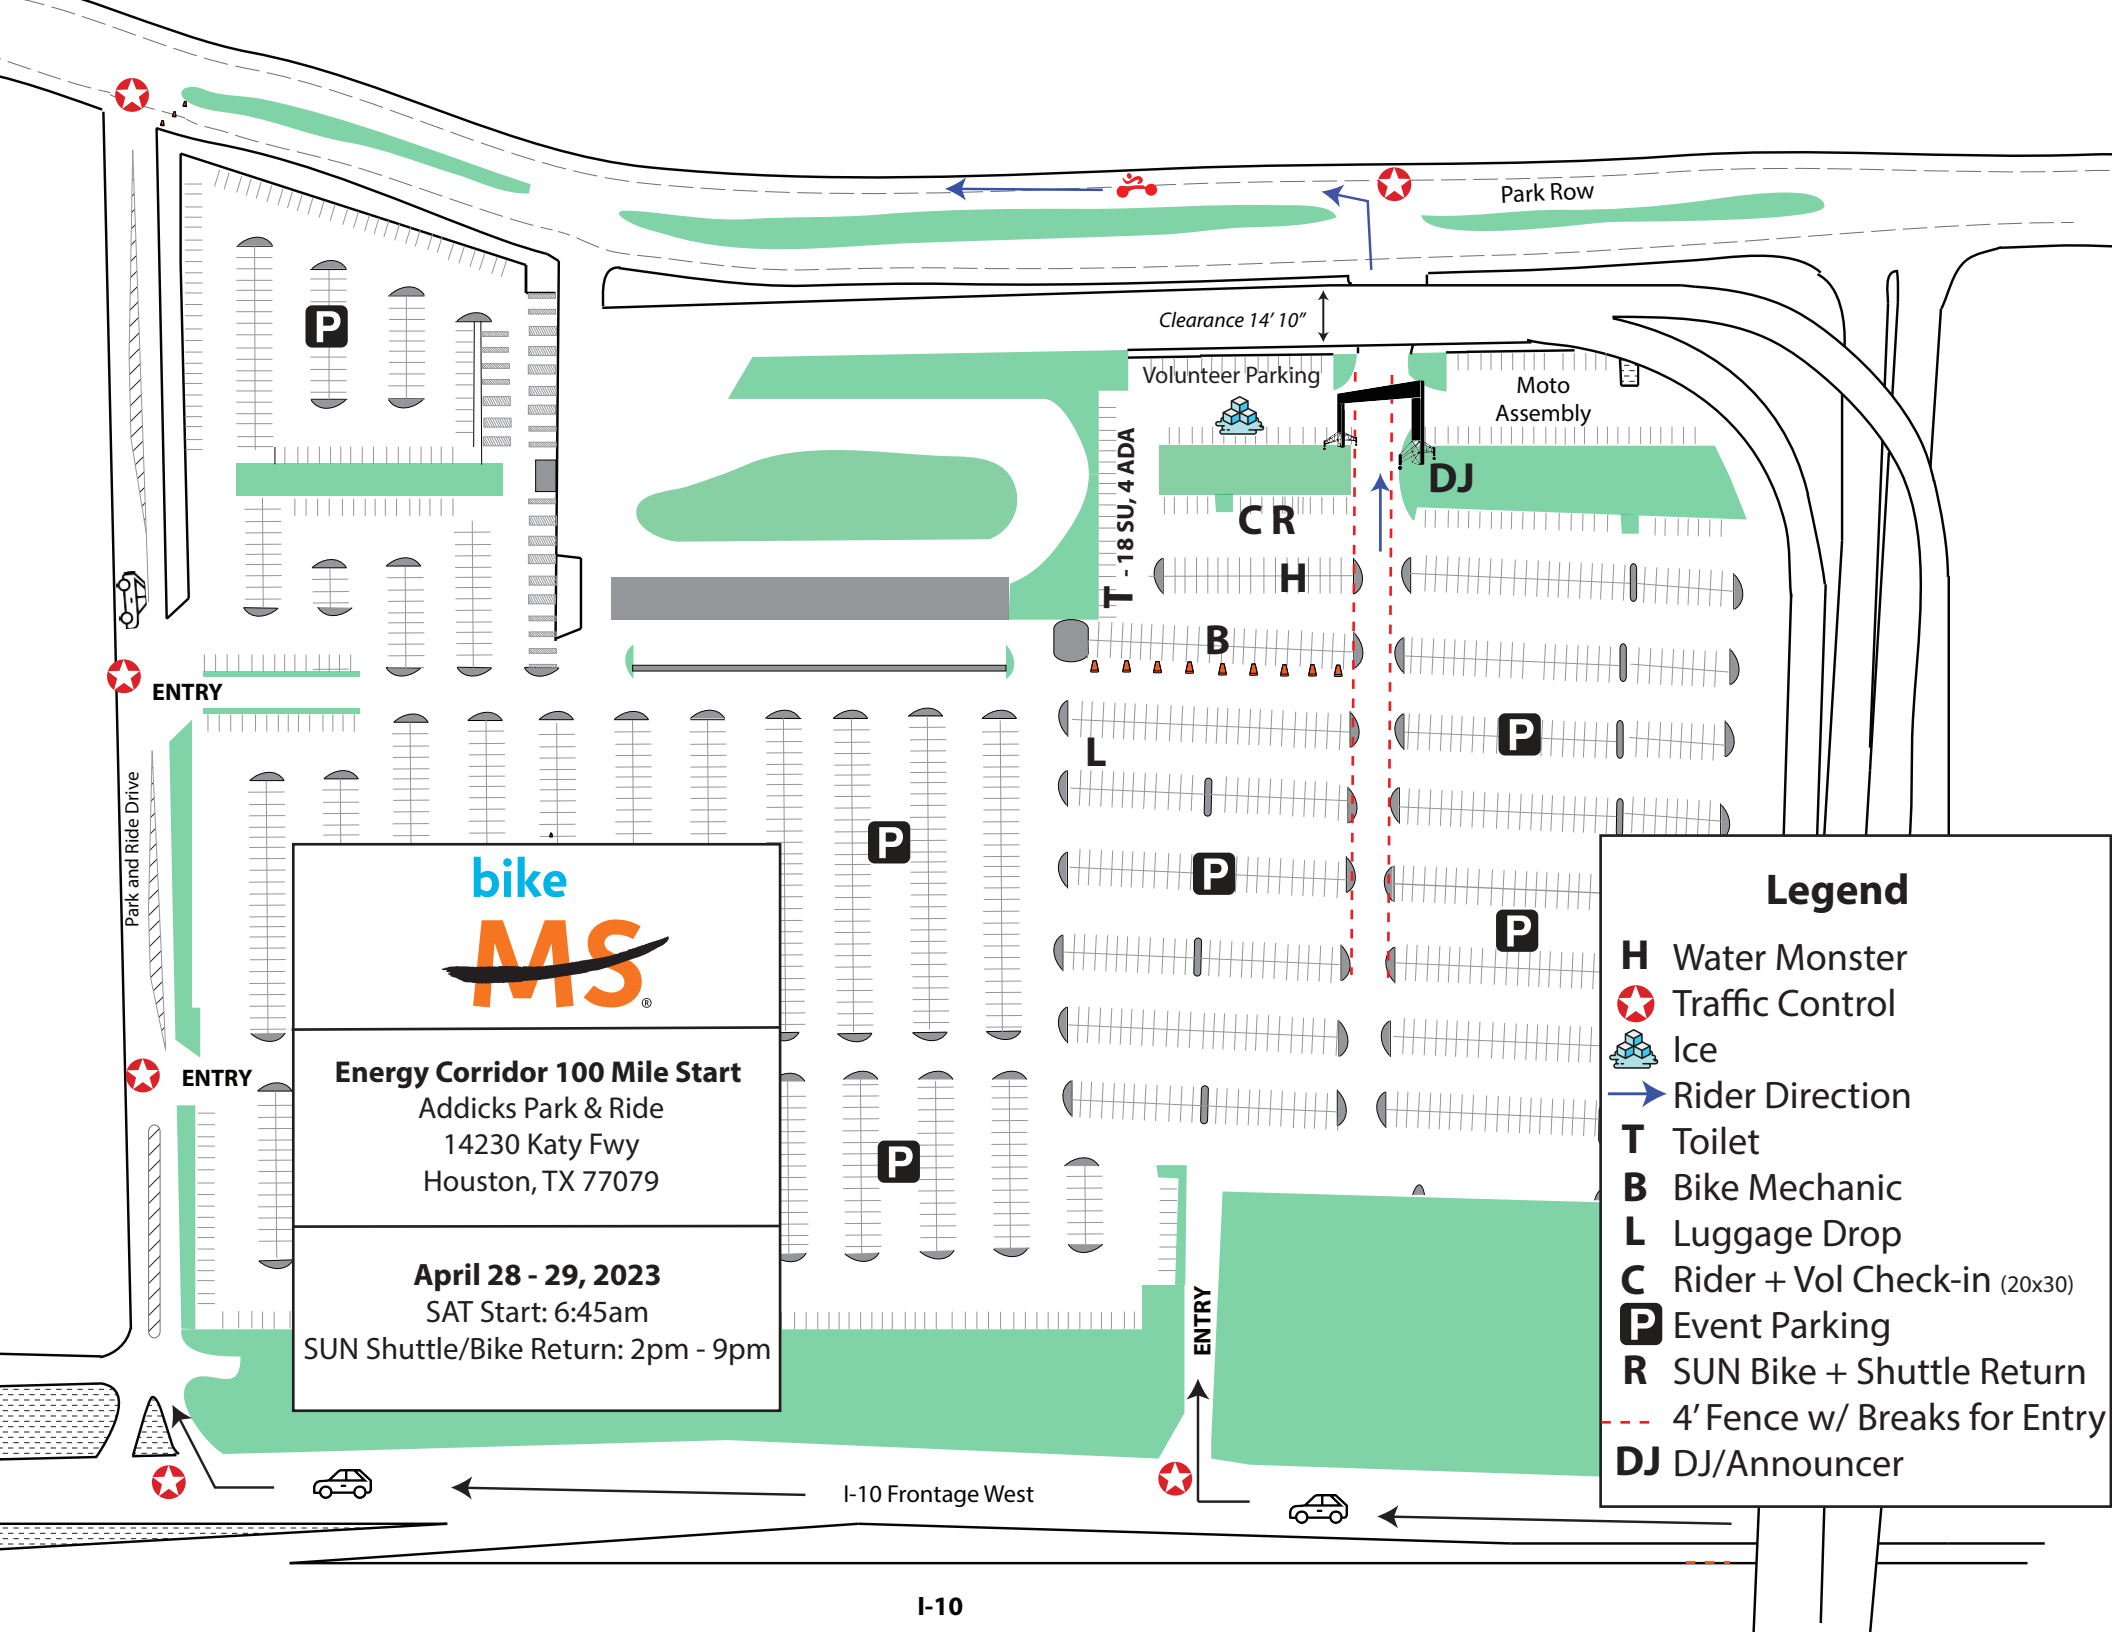 Park Row
Clearance 14' 10"
Volunteer Parking
Moto
Assembly
P
T - 18 SU, 4 ADA
DJ
C R
H
B
ENTRY
L
P
Park and Ride Drive
P
P
P
ENTRY
P
ENTRY
bike
MS®
Energy Corridor 100 Mile Start
Addicks Park & Ride
14230 Katy Fwy
Houston, TX 77079
April 28 - 29, 2023
SAT Start: 6:45am
SUN Shuttle/Bike Return: 2pm - 9pm
Legend
H Water Monster
Traffic Control
Ice
Rider Direction
T Toilet
B Bike Mechanic
L Luggage Drop
C Rider + Vol Check-in (20x30)
P Event Parking
R SUN Bike + Shuttle Return
4' Fence w/ Breaks for Entry
DJ DJ/Announcer
I-10 Frontage West
I-10